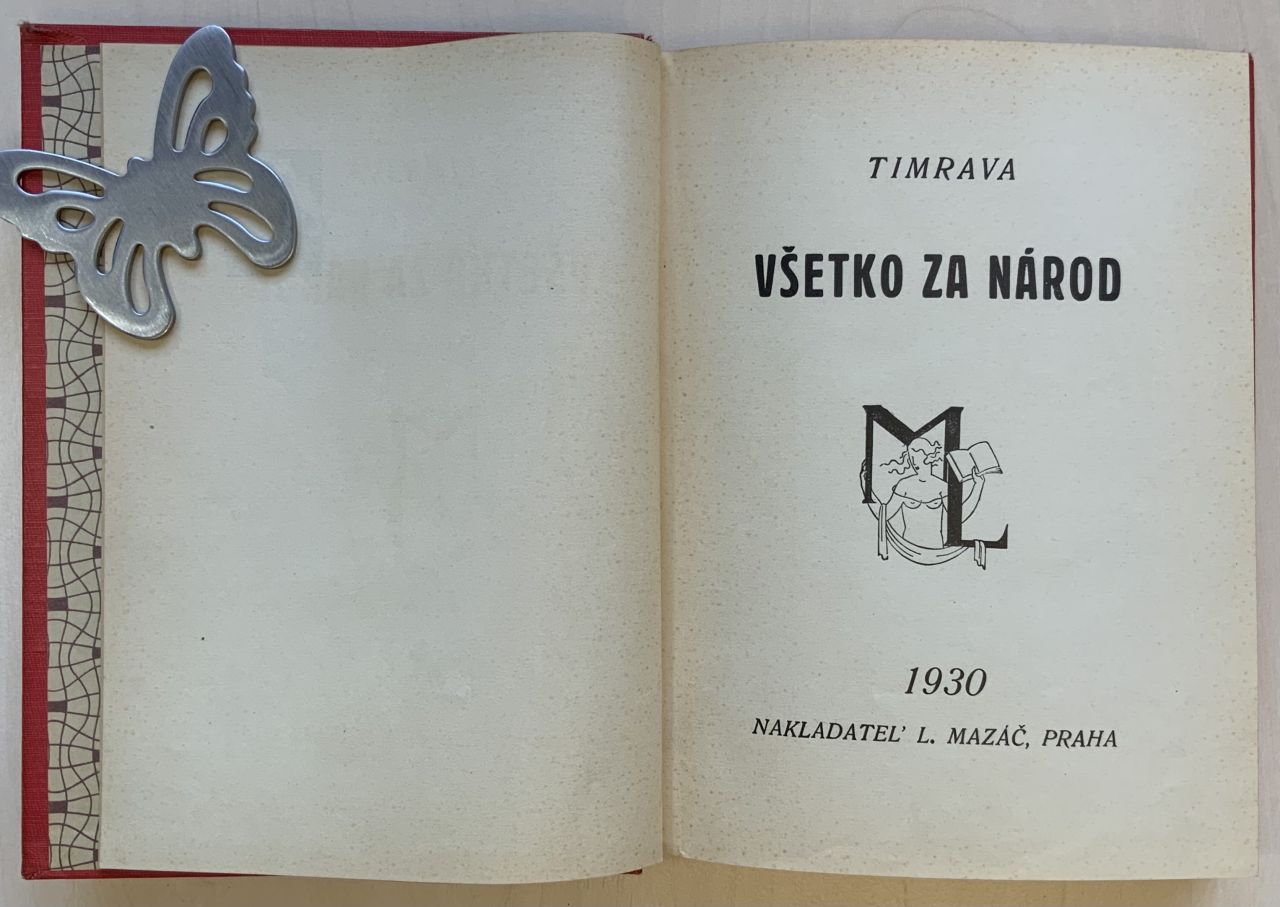 TIMRAVA
VŠETKO ZA NÁROD
ML
1930
NAKLADATEĽ L. MAZÁČ, PRAHA